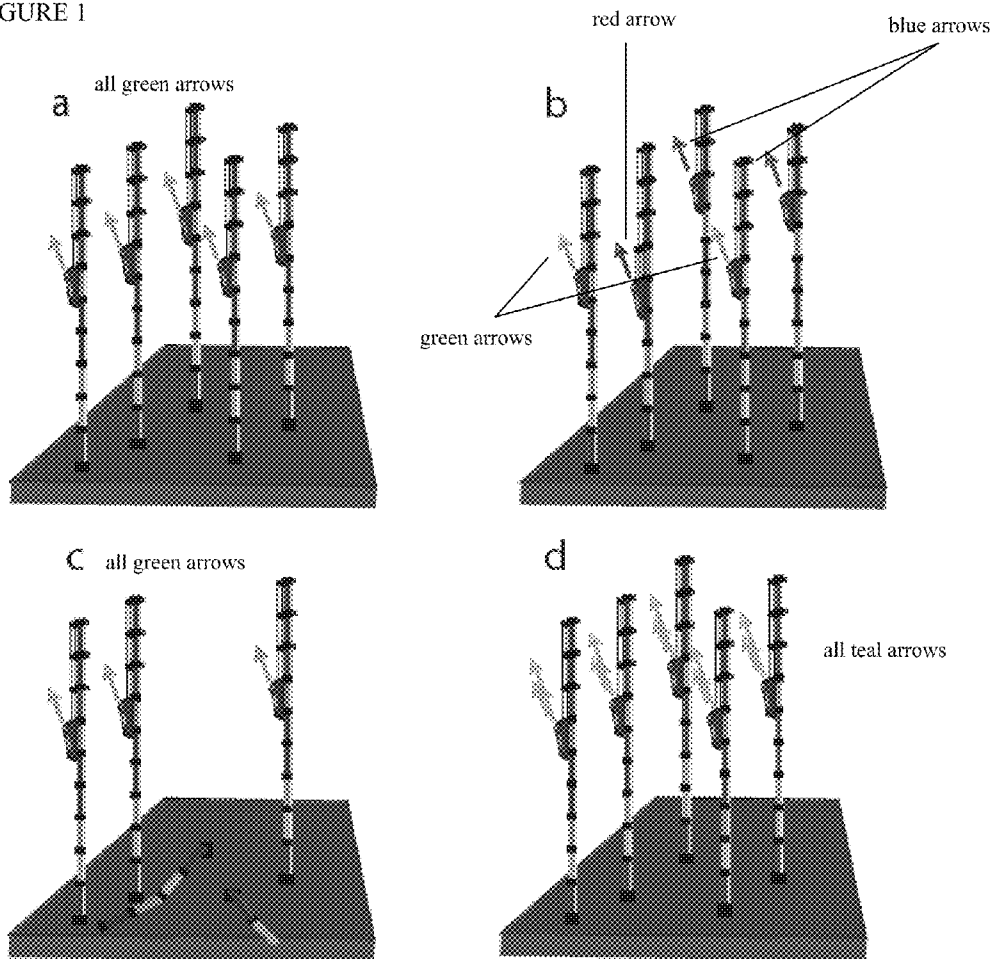 GURE 1
red arrow
blue arrows
all green arrows
a
b
green arrows
c
all green arrows
d
all teal arrows